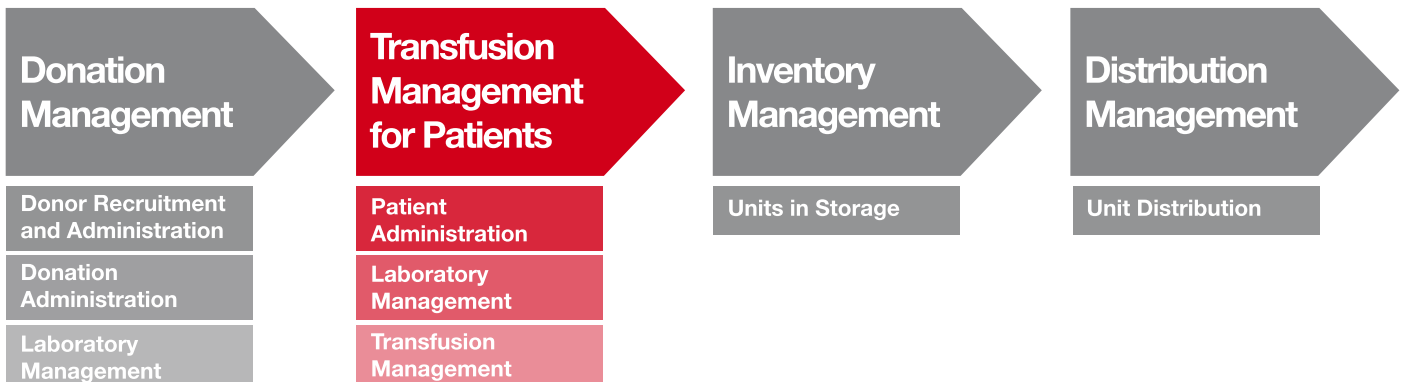 Donation
Management
Transfusion
Management
for Patients
Inventory
Management
Distribution
Management
Donor Recruitment
and Administration
Donation
Administration
Laboratory
Management
Patient
Administration
Laboratory
Management
Transfusion
Management
Units in Storage
Unit Distribution